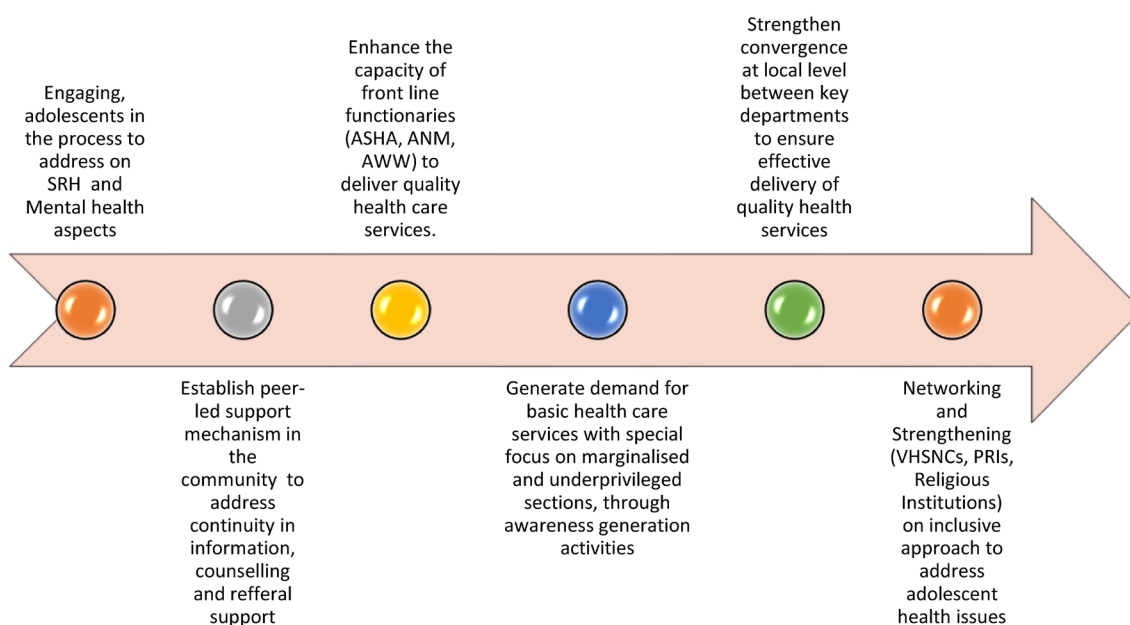 Engaging,
adolescents in
the process to
address on
SRH and
Mental health
aspects
Establish peer-
led support
mechanism in
the
community to
address
continuity in
information,
counselling
and refferal
support
Enhance the
capacity of
front line
functionaries
(ASHA, ANM,
AWW) to
deliver quality
health care
services.
Generate demand for
basic health care
services with special
focus on marginalised
and underprivileged
sections, through
awareness generation
activities
Strengthen
convergence
at local level
between key
departments
to ensure
effective
delivery of
quality health
services
Networking
and
Strengthening
(VHSNCs, PRIs,
Religious
Institutions)
on inclusive
approach to
address
adolescent
health issues